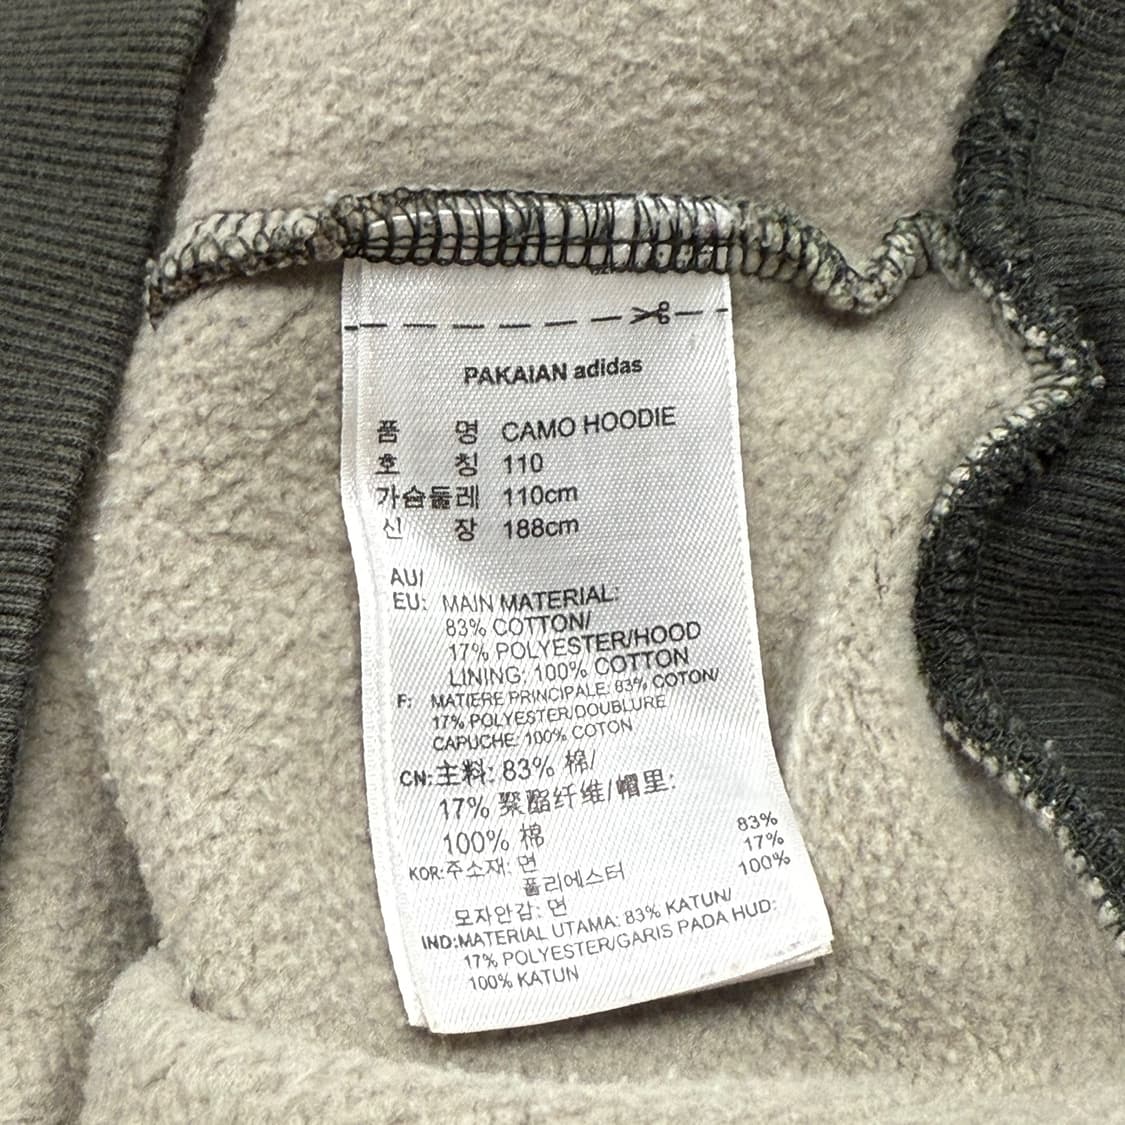 PAKAIAN adidas
품 명 CAMO HOODIE
호 칭 110
가슴둘레 110cm
신 장 188cm
AU/
EU: MAIN MATERIAL:
83% COTTON/
17% POLYESTER/HOOD
LINING: 100% COTTON
F: MATIERE PRINCIPALE: 83% COTON/
17% POLYESTER/DOUBLURE
CAPUCHE: 100% COTON
CN: 主料: 83% 棉/
17% 聚酯纤维/帽里:
100% 棉
KOR:주소재: 면 83%
폴리에스터 17%
모자안감: 면 100%
IND:MATERIAL UTAMA: 83% KATUN/
17% POLYESTER/GARIS PADA HUD:
100% KATUN